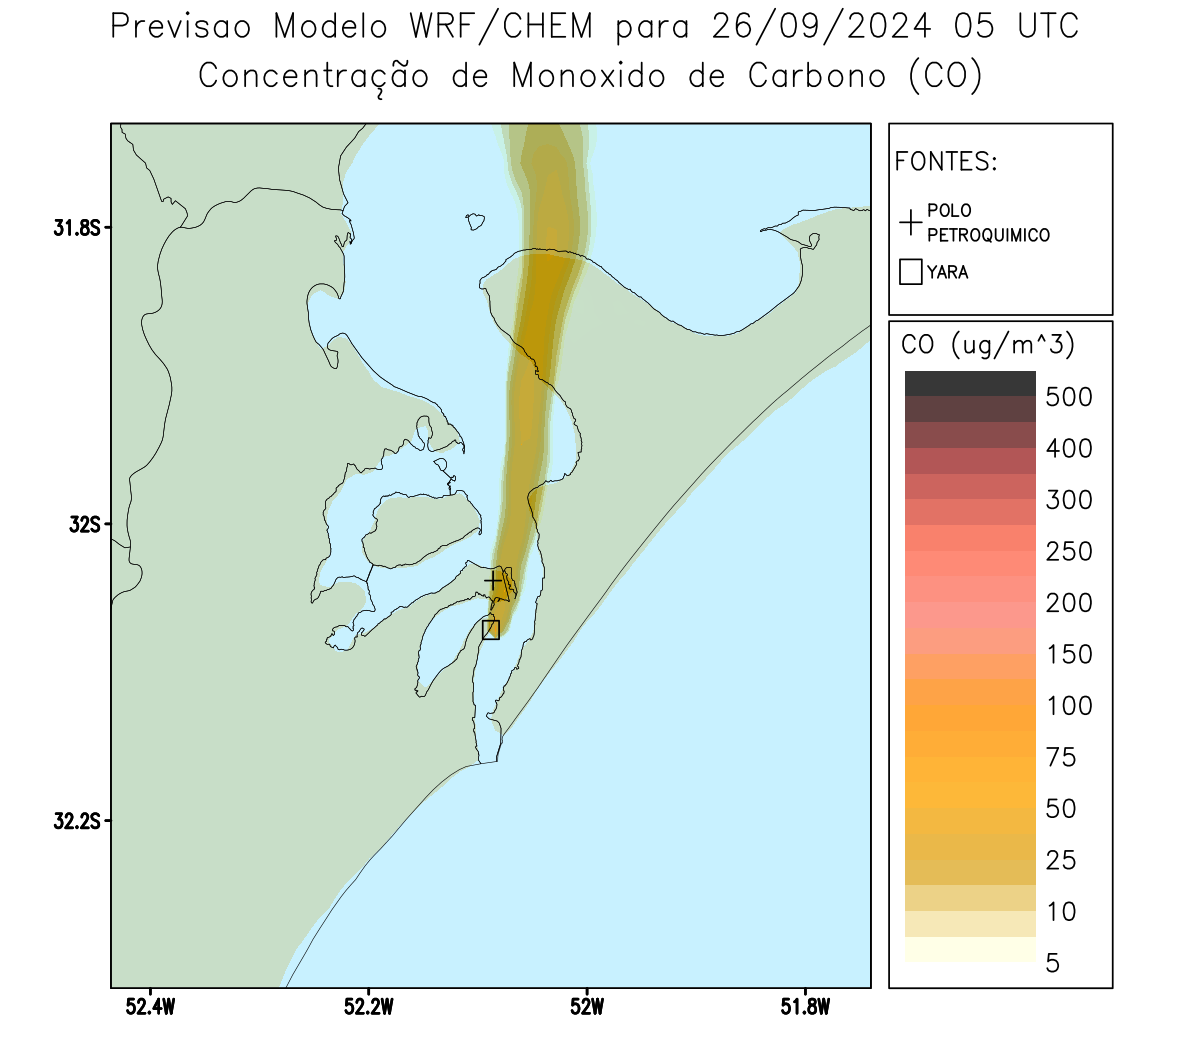 Previsao Modelo WRF/CHEM para 26/09/2024 05 UTC
Concentração de Monoxido de Carbono (CO)
FONTES:
POLO
PETROQUIMICO
YARA
CO (ug/m^3)
500
400
300
250
200
150
100
75
50
25
10
5
31.8S
32S
32.2S
52.4W
52.2W
52W
51.8W